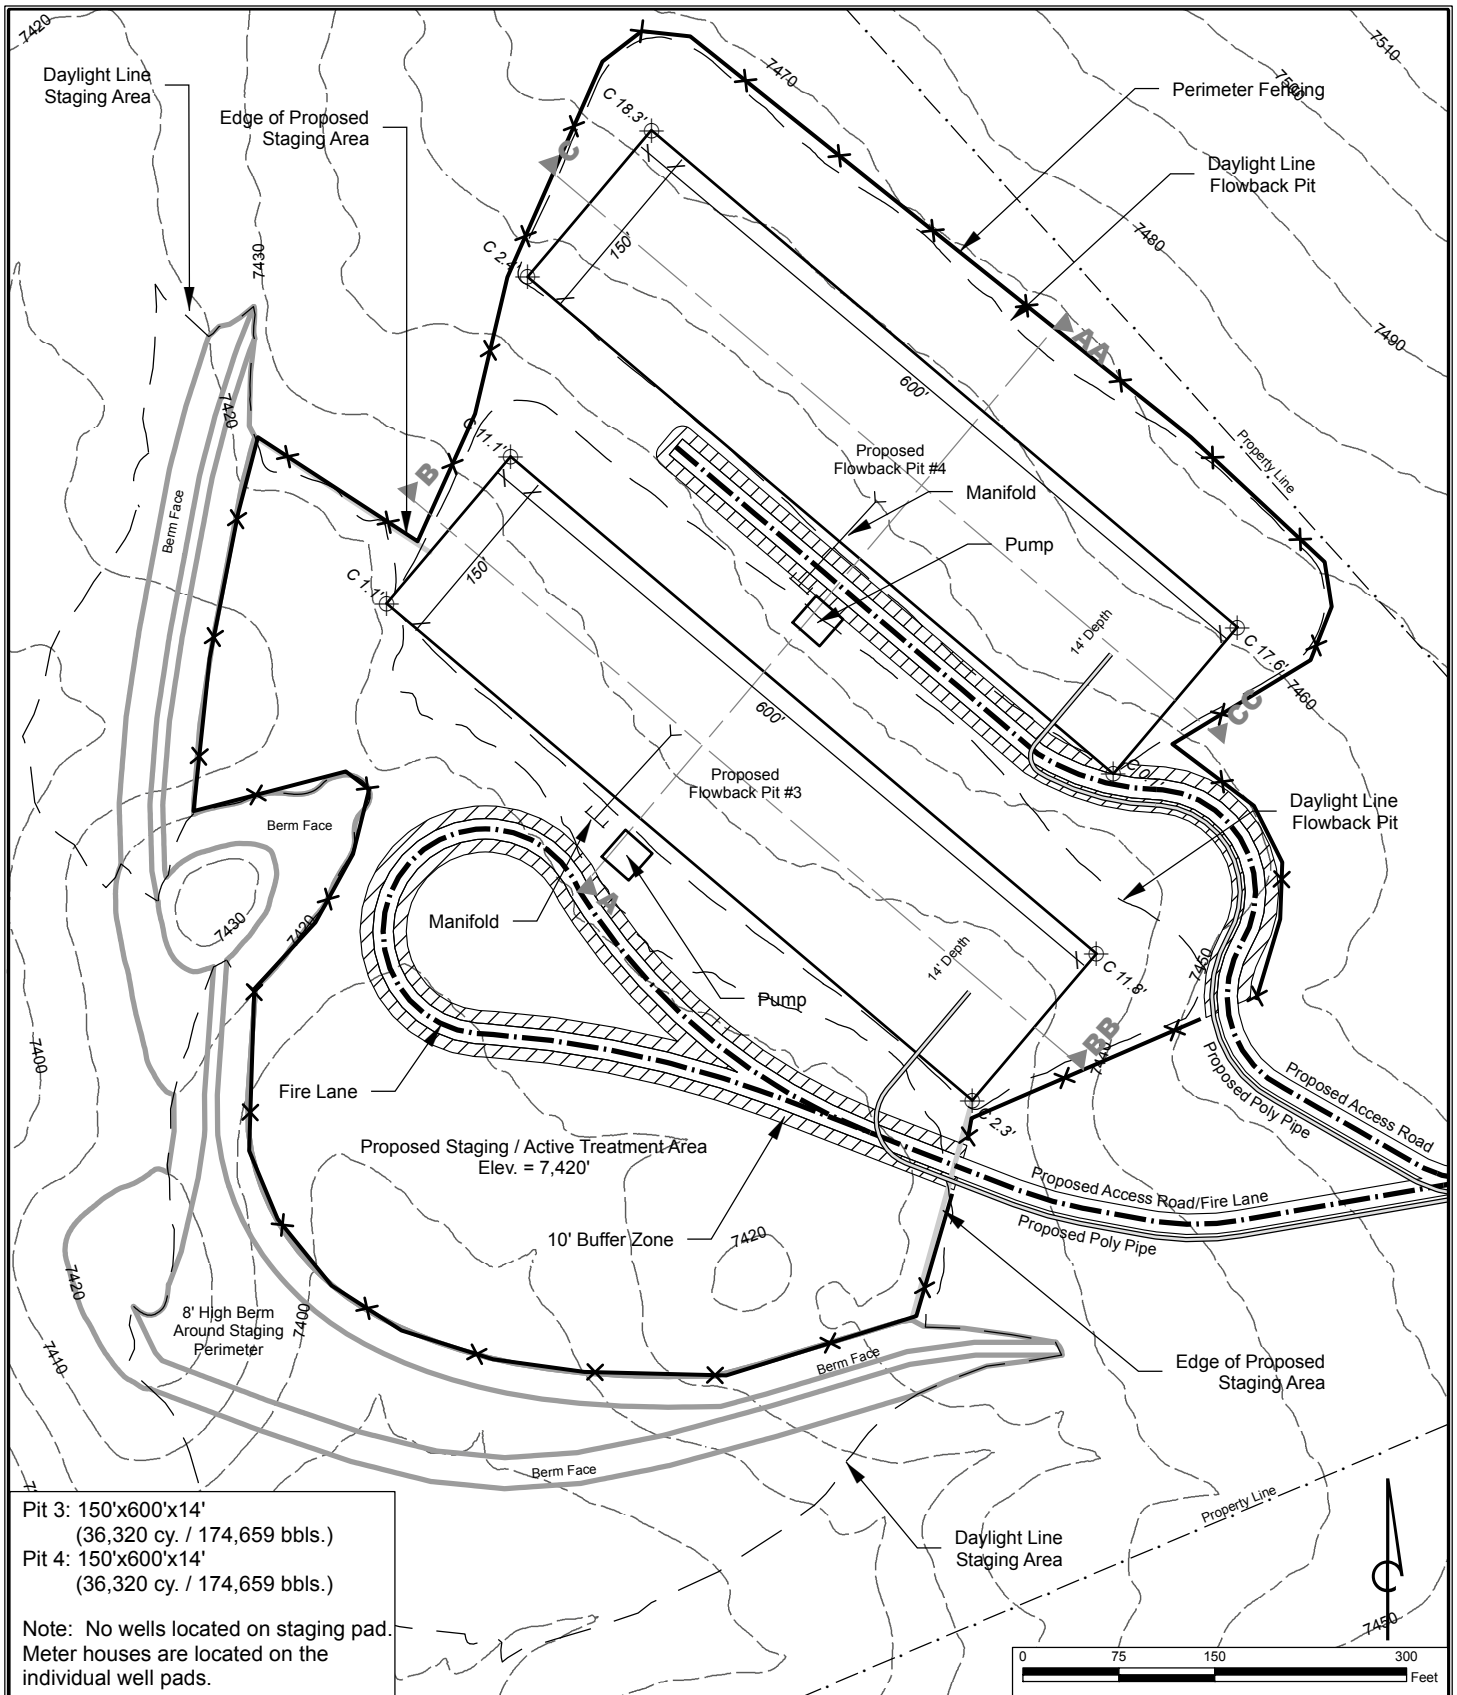 7420
Daylight Line
Staging Area
Edge of Proposed
Staging Area
7470
7510
7500
Perimeter Fencing
Daylight Line
Flowback Pit
C 18.3'
C
C 2.4'
150'
7430
7480
7490
AA
600'
7420
Proposed
Flowback Pit #4
Property Line
C 11.1'
B
Manifold
Pump
Berm Face
C 1.1'
150'
14' Depth
C 17.6'
7460
CC
600'
Proposed
Flowback Pit #3
Daylight Line
Flowback Pit
Berm Face
Manifold
A
7430
7420
14' Depth
7450
C 11.8'
Pump
BB
7400
Fire Lane
Proposed Access Road
Proposed Poly Pipe
C 2.3'
Proposed Staging / Active Treatment Area
Elev. = 7,420'
Proposed Access Road/Fire Lane
Proposed Poly Pipe
10' Buffer Zone
7420
7420
8' High Berm
Around Staging
Perimeter
7400
7410
Berm Face
Edge of Proposed
Staging Area
Berm Face
Property Line
Daylight Line
Staging Area
Pit 3: 150'x600'x14'
(36,320 cy. / 174,659 bbls.)
Pit 4: 150'x600'x14'
(36,320 cy. / 174,659 bbls.)
Note: No wells located on staging pad.
Meter houses are located on the
individual well pads.
7450
0 75 150 300
Feet